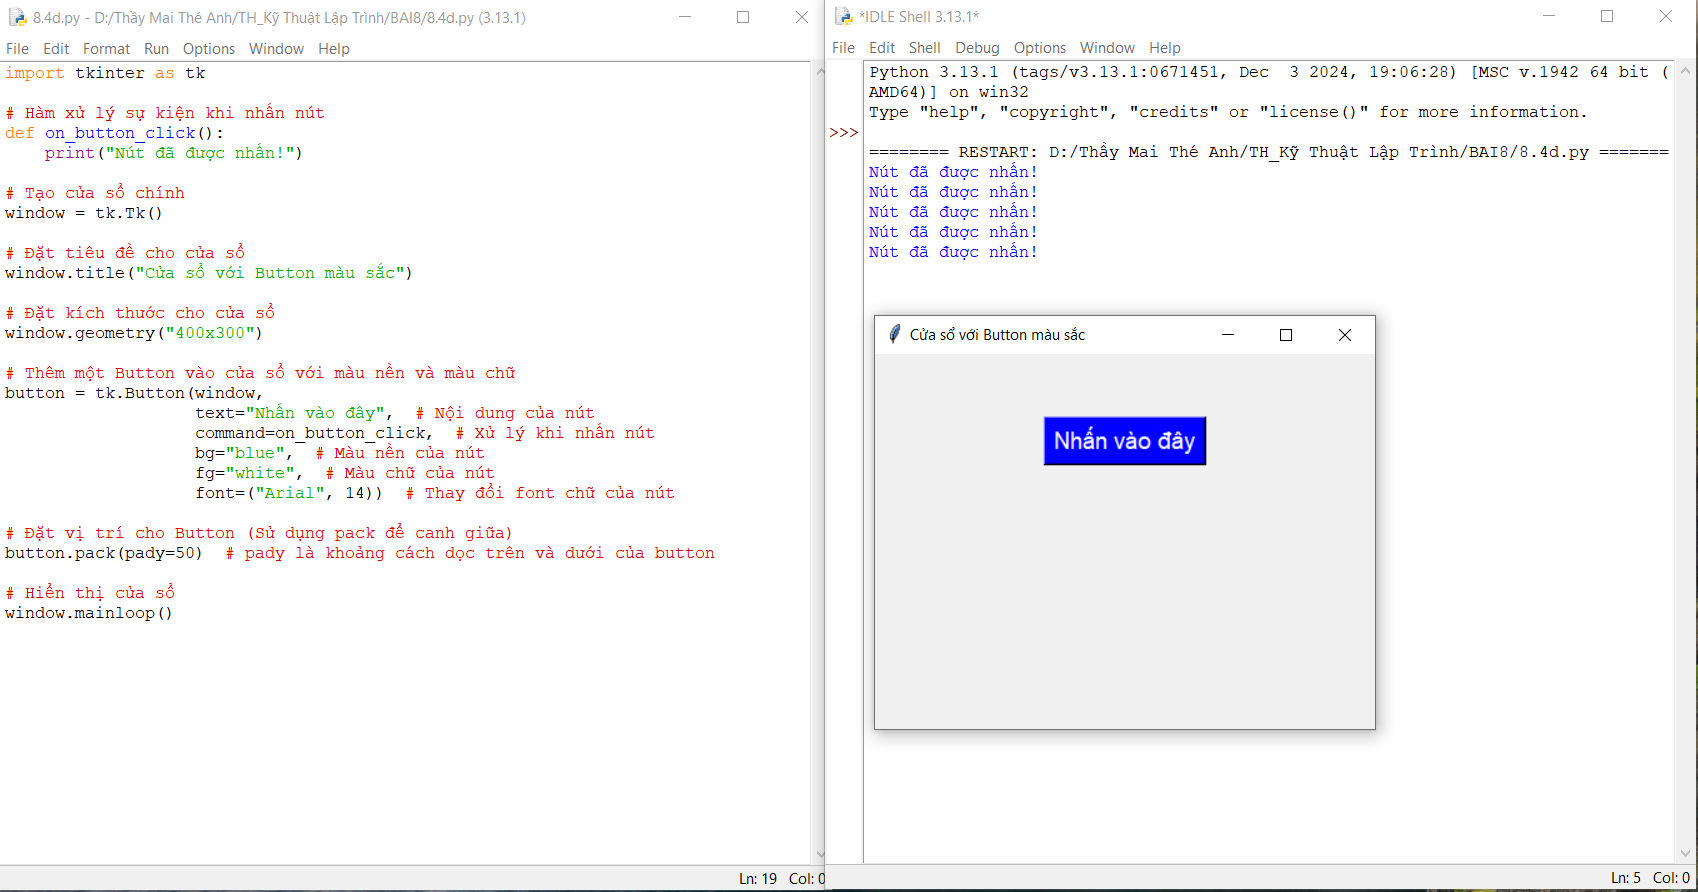 8.4d.py - D:/Thầy Mai Thé Anh/TH_Kỹ Thuật Lập Trình/BAI8/8.4d.py (3.13.1)
File Edit Format Run Options Window Help
import tkinter as tk
# Hàm xử lý sự kiện khi nhấn nút
def on_button_click():
    print("Nút đã được nhấn!")
# Tạo cửa sổ chính
window = tk.Tk()
# Đặt tiêu đề cho cửa sổ
window.title("Cửa sổ với Button màu sắc")
# Đặt kích thước cho cửa sổ
window.geometry("400x300")
# Thêm một Button vào cửa sổ với màu nền và màu chữ
button = tk.Button(window,
                   text="Nhấn vào đây",  # Nội dung của nút
                   command=on_button_click,  # Xử lý khi nhấn nút
                   bg="blue",  # Màu nền của nút
                   fg="white",  # Màu chữ của nút
                   font=("Arial", 14))  # Thay đổi font chữ của nút
# Đặt vị trí cho Button (Sử dụng pack để canh giữa)
button.pack(pady=50)  # pady là khoảng cách dọc trên và dưới của button
# Hiển thị cửa sổ
window.mainloop()
Ln: 19 Col: 0
*IDLE Shell 3.13.1*
File Edit Shell Debug Options Window Help
Python 3.13.1 (tags/v3.13.1:0671451, Dec  3 2024, 19:06:28) [MSC v.1942 64 bit (
AMD64)] on win32
Type "help", "copyright", "credits" or "license()" for more information.
>>>
======== RESTART: D:/Thầy Mai Thé Anh/TH_Kỹ Thuật Lập Trình/BAI8/8.4d.py =======
Nút đã được nhấn!
Nút đã được nhấn!
Nút đã được nhấn!
Nút đã được nhấn!
Nút đã được nhấn!
Cửa sổ với Button màu sắc
Nhấn vào đây
Ln: 5 Col: 0